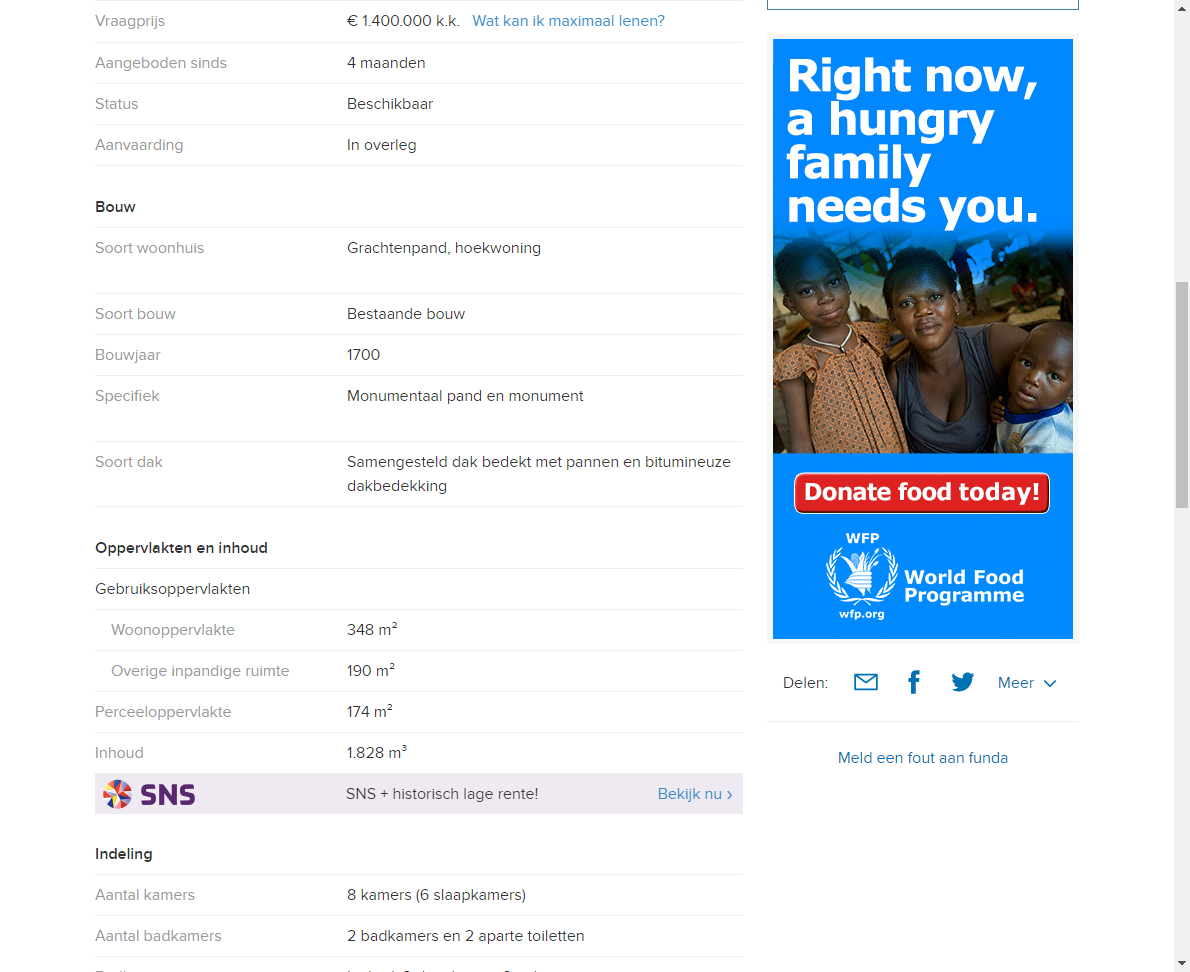 Vraagprijs € 1.400.000 k.k. Wat kan ik maximaal lenen?
Aangeboden sinds 4 maanden
Status Beschikbaar
Aanvaarding In overleg
Bouw
Soort woonhuis Grachtenpand, hoekwoning
Soort bouw Bestaande bouw
Bouwjaar 1700
Specifiek Monumentaal pand en monument
Soort dak Samengesteld dak bedekt met pannen en bitumineuze
dakbedekking
Oppervlakten en inhoud
Gebruiksoppervlakten
Woonoppervlakte 348 m²
Overige inpandige ruimte 190 m²
Perceeloppervlakte 174 m²
Inhoud 1.828 m³
SNS SNS + historisch lage rente! Bekijk nu ›
Indeling
Aantal kamers 8 kamers (6 slaapkamers)
Aantal badkamers 2 badkamers en 2 aparte toiletten
Right now,
a hungry
family
needs you.
Donate food today!
WFP
World Food
Programme
wfp.org
Delen: Meer
Meld een fout aan funda